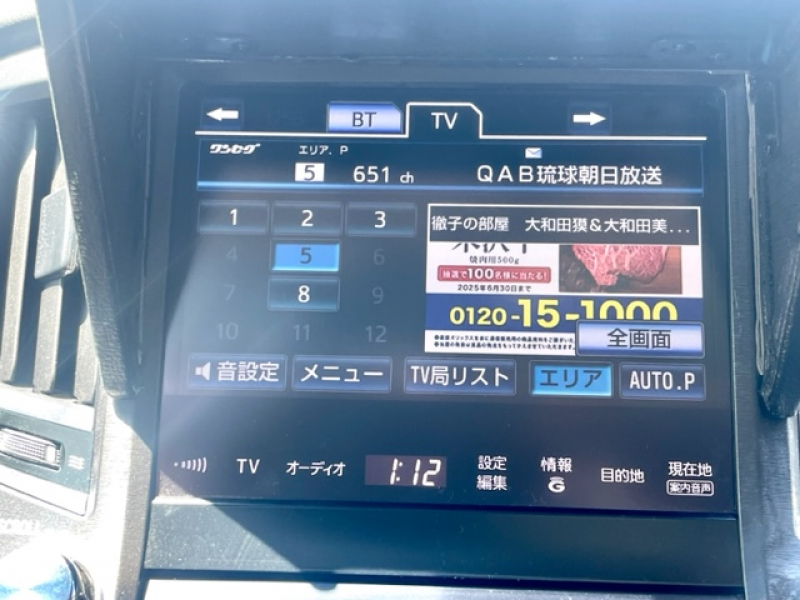 BT TV
ワンセグ エリア.P
5 651 ch QAB琉球朝日放送
1 2 3
徹子の部屋 大和田獏&大和田美...
4 5 6
焼肉用500g
抽選で100名様に当たる!
2025年6月30日まで
7 8 9
0120-15-1000
10 11 12
全画面
音設定 メニュー TV局リスト エリア AUTO.P
TV オーディオ 1:12 設定編集 情報 G 目的地 現在地
案内音声